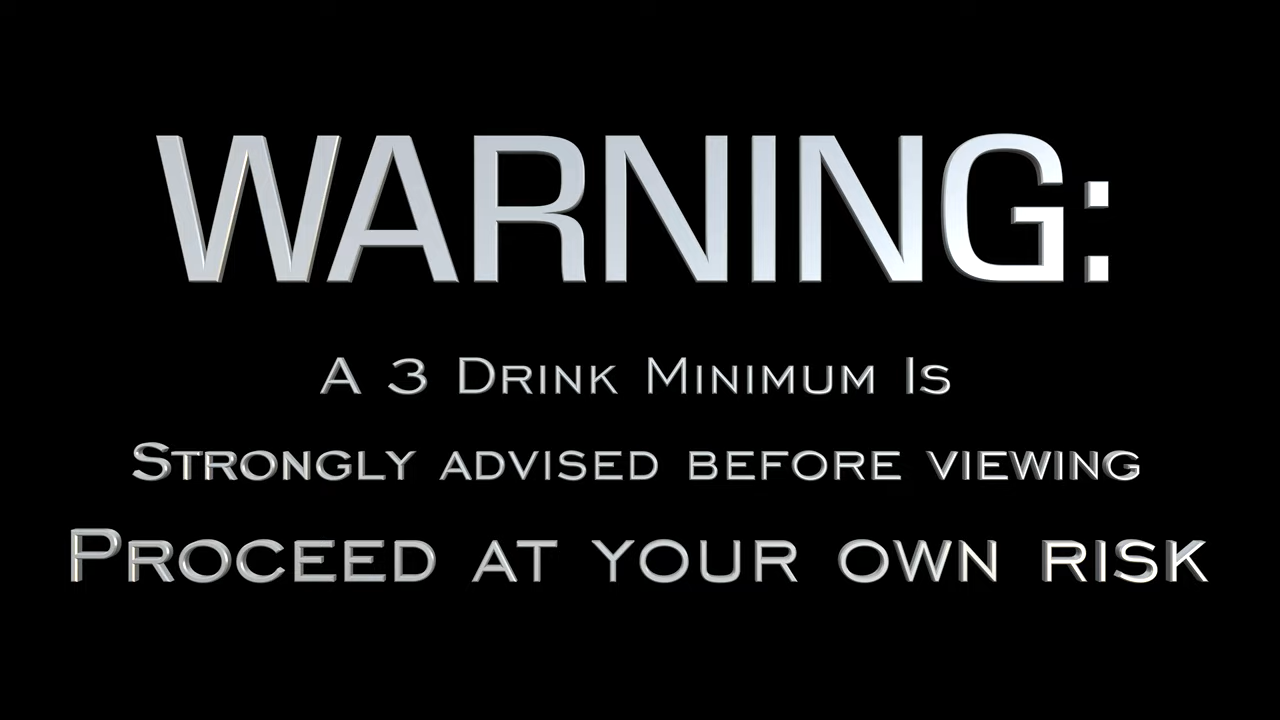 WARNING:
A 3 Drink Minimum Is
Strongly advised before viewing
Proceed at your own risk